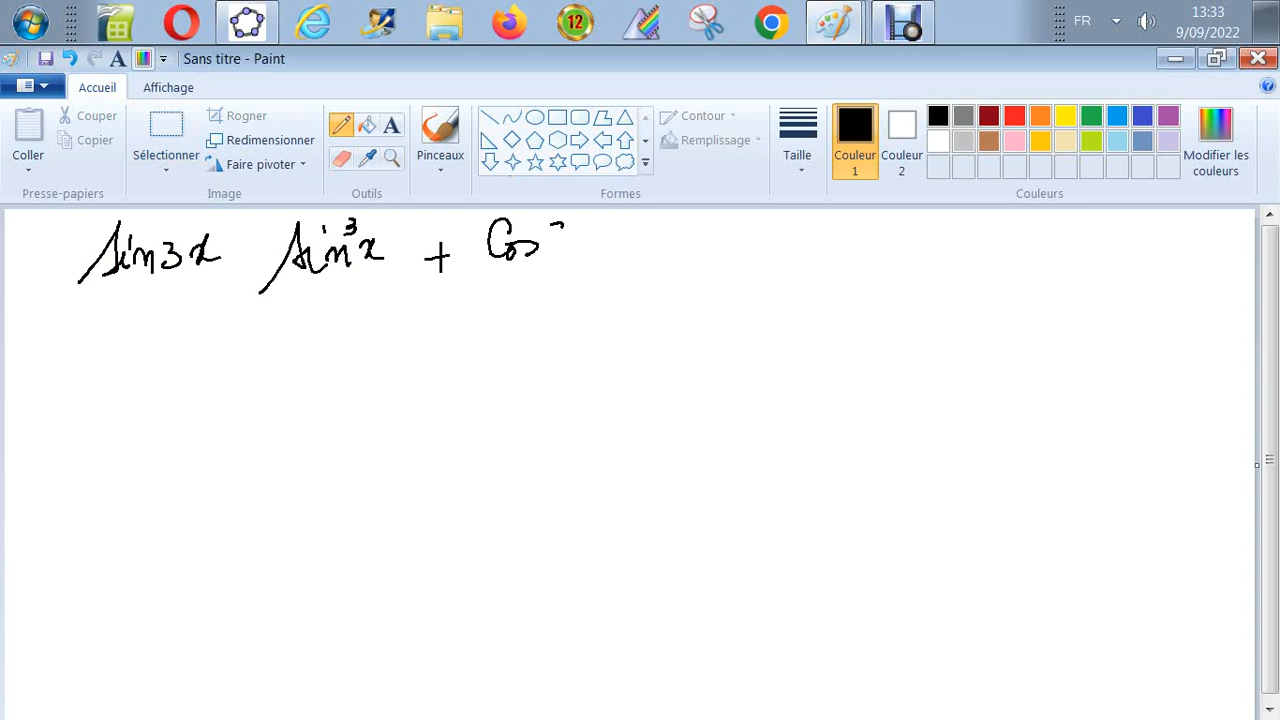 12
FR
13:33
9/09/2022
Sans titre - Paint
Accueil
Affichage
Coller
Couper
Copier
Presse-papiers
Sélectionner
Rogner
Redimensionner
Faire pivoter
Image
A
Outils
Pinceaux
Contour
Remplissage
Formes
Taille
Couleur 1
Couleur 2
Modifier les couleurs
Couleurs
sin3x sin³x + Cos